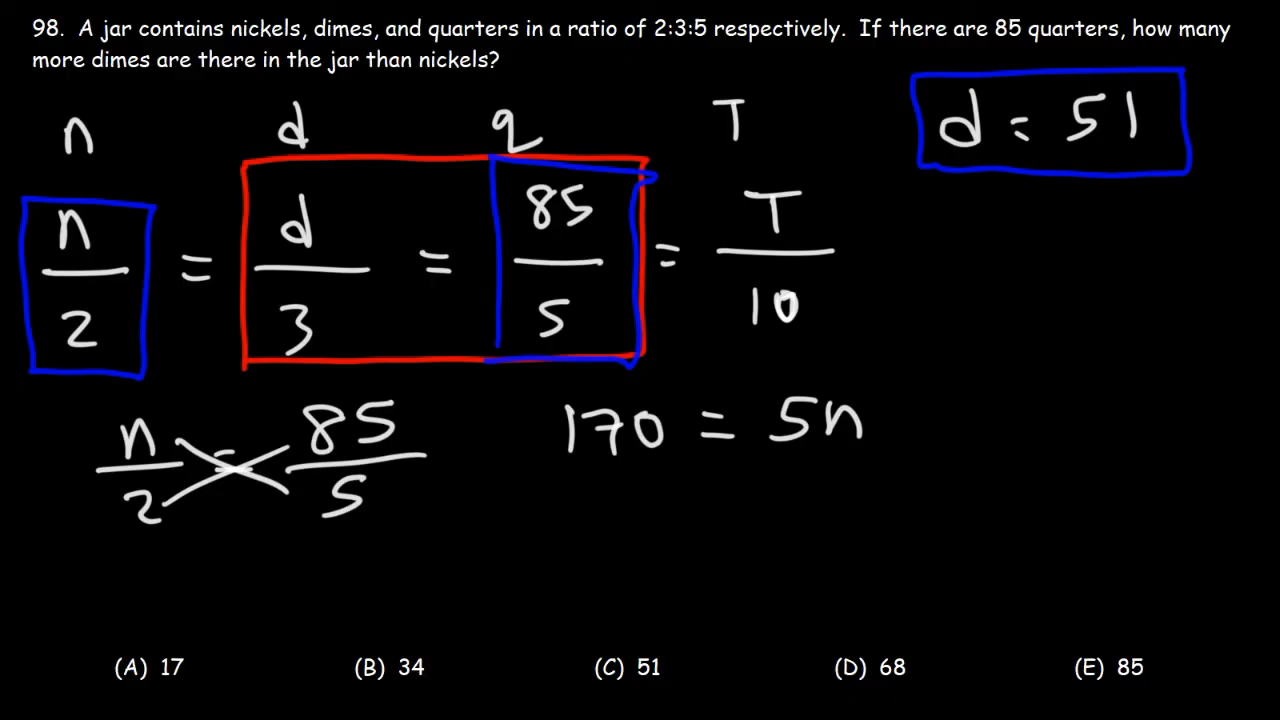 98. A jar contains nickels, dimes, and quarters in a ratio of 2:3:5 respectively. If there are 85 quarters, how many
more dimes are there in the jar than nickels?
n d q T
d = 51
n/2 = d/3 = 85/5 = T/10
n/2 = 85/5
170 = 5n
(A) 17 (B) 34 (C) 51 (D) 68 (E) 85